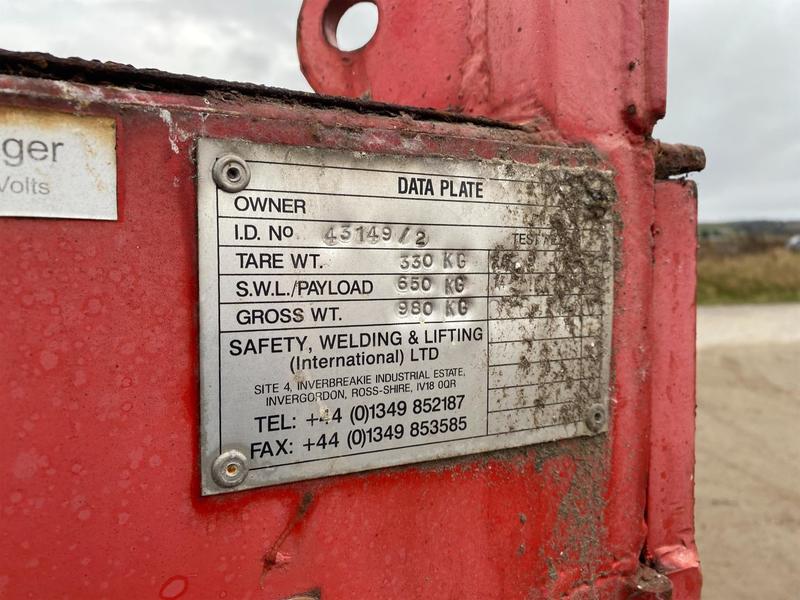 ger
Volts
DATA PLATE
OWNER
I.D. Nº 43149/2
TARE WT. 330 KG
S.W.L./PAYLOAD 650 KG
GROSS WT. 980 KG
SAFETY, WELDING & LIFTING
(International) LTD
SITE 4, INVERBREAKIE INDUSTRIAL ESTATE,
INVERGORDON, ROSS-SHIRE, IV18 0QR
TEL: +44 (0)1349 852187
FAX: +44 (0)1349 853585
TEST